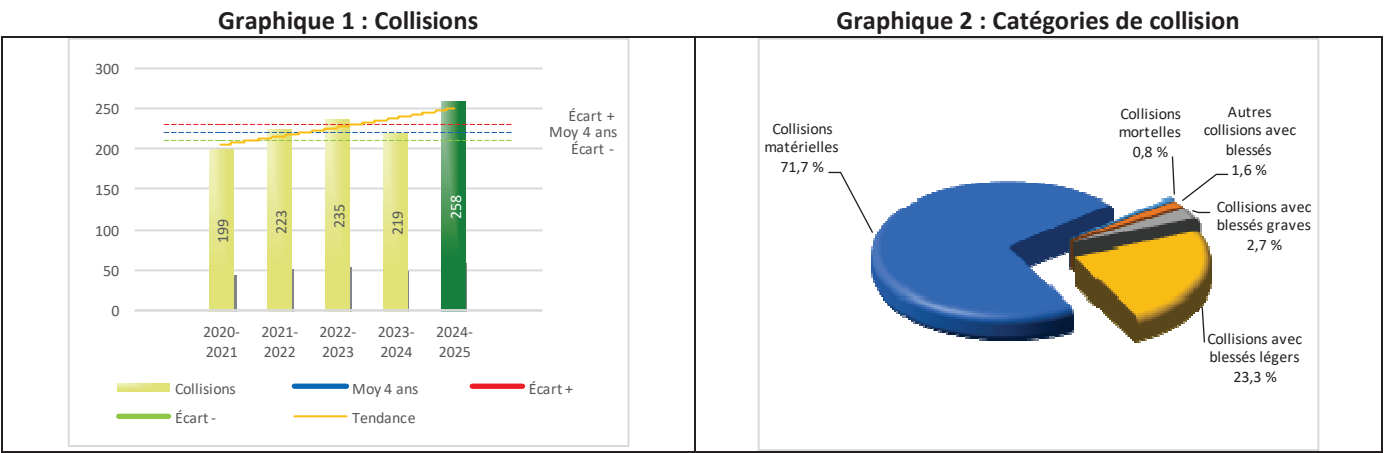 Graphique 1 : Collisions
300
250
200
150
100
50
0
199
223
235
219
258
Écart +
Moy 4 ans
Écart -
2020-
2021
2021-
2022
2022-
2023
2023-
2024
2024-
2025
Collisions
Moy 4 ans
Écart +
Écart -
Tendance
Graphique 2 : Catégories de collision
Collisions
matérielles
71,7 %
Collisions
mortelles
0,8 %
Autres
collisions avec
blessés
1,6 %
Collisions avec
blessés graves
2,7 %
Collisions avec
blessés légers
23,3 %